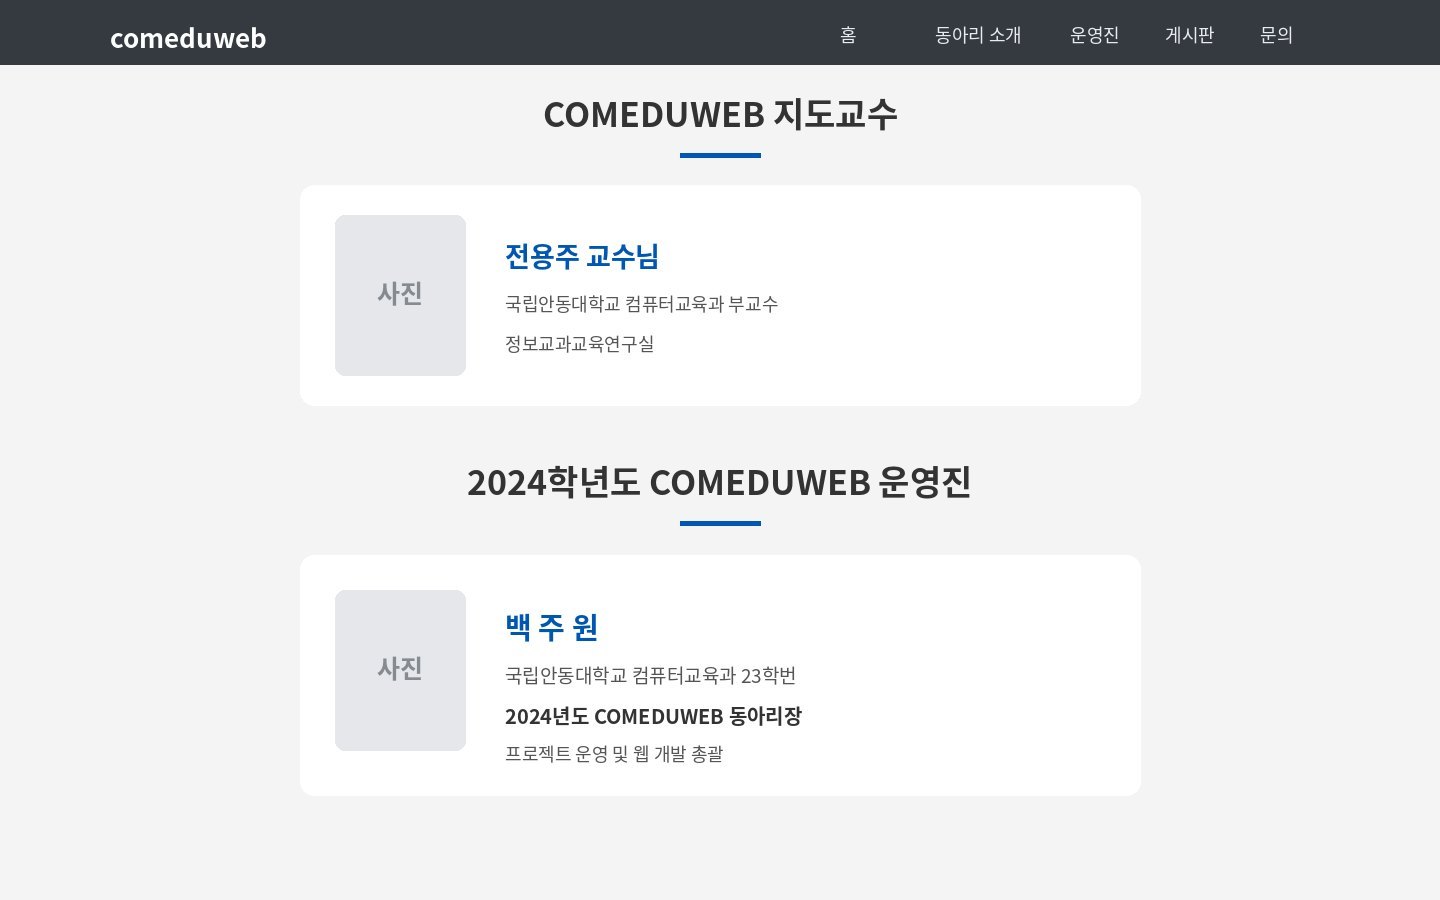 comeduweb
홈 동아리 소개 운영진 게시판 문의
COMEDUWEB 지도교수
사진
전용주 교수님
국립안동대학교 컴퓨터교육과 부교수
정보교과교육연구실
2024학년도 COMEDUWEB 운영진
사진
백 주 원
국립안동대학교 컴퓨터교육과 23학번
2024년도 COMEDUWEB 동아리장
프로젝트 운영 및 웹 개발 총괄